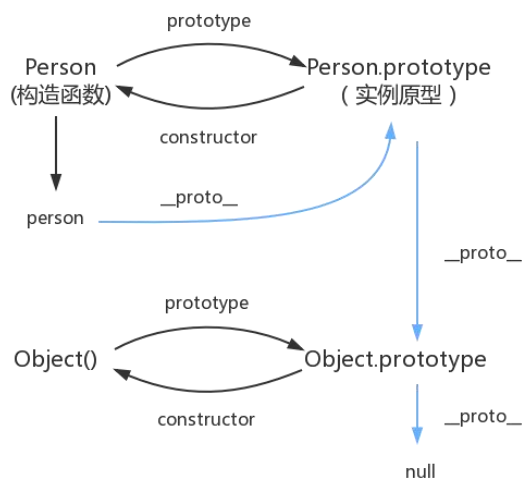 prototype
Person
(构造函数)
Person.prototype
（实例原型）
constructor
person
__proto__
__proto__
prototype
Object()
Object.prototype
constructor
__proto__
null